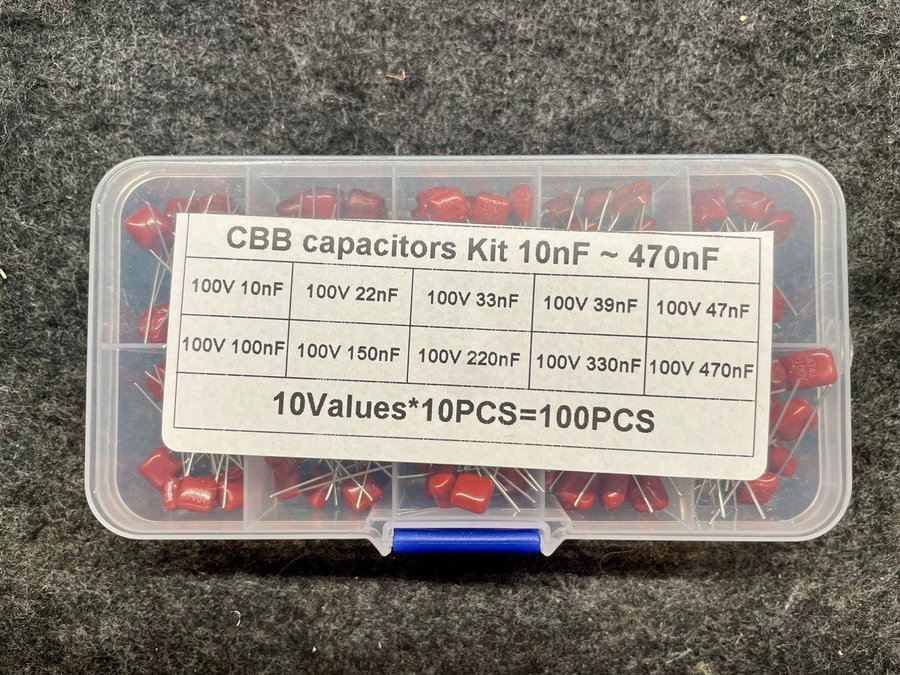 CBB capacitors Kit 10nF ~ 470nF
100V 10nF 100V 22nF 100V 33nF 100V 39nF 100V 47nF
100V 100nF 100V 150nF 100V 220nF 100V 330nF 100V 470nF
10Values*10PCS=100PCS